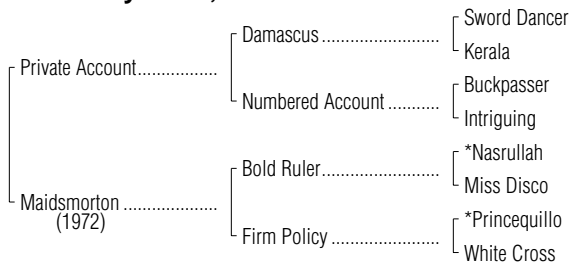 Sword Dancer
Damascus
Kerala
Private Account
Buckpasser
Numbered Account
Intriguing
*Nasrullah
Bold Ruler
Miss Disco
Maidsmorton
(1972)
*Princequillo
Firm Policy
White Cross